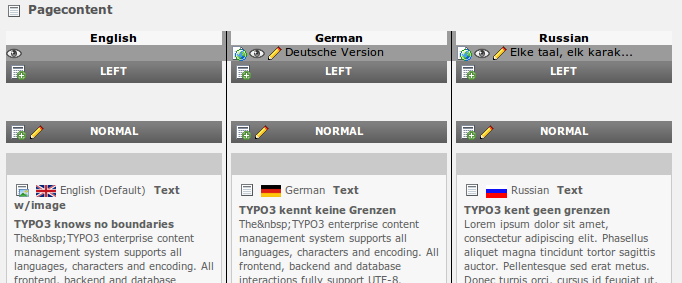 Pagecontent
English German Russian
Deutsche Version Elke taal, elk karak...
LEFT LEFT LEFT
NORMAL NORMAL NORMAL
English (Default) Text
w/image
TYPO3 knows no boundaries
The&nbsp;TYPO3 enterprise content
management system supports all
languages, characters and encoding. All
frontend, backend and database
German Text
TYPO3 kennt keine Grenzen
The&nbsp;TYPO3 enterprise content
management system supports all
languages, characters and encoding. All
frontend, backend and database
interactions fully support UTF-8.
Russian Text
TYPO3 kent geen grenzen
Lorem ipsum dolor sit amet,
consectetur adipiscing elit. Phasellus
aliquet magna tincidunt tortor sagittis
auctor. Pellentesque sed erat metus.
Donec turpis orci, cursus id feugiat ut,